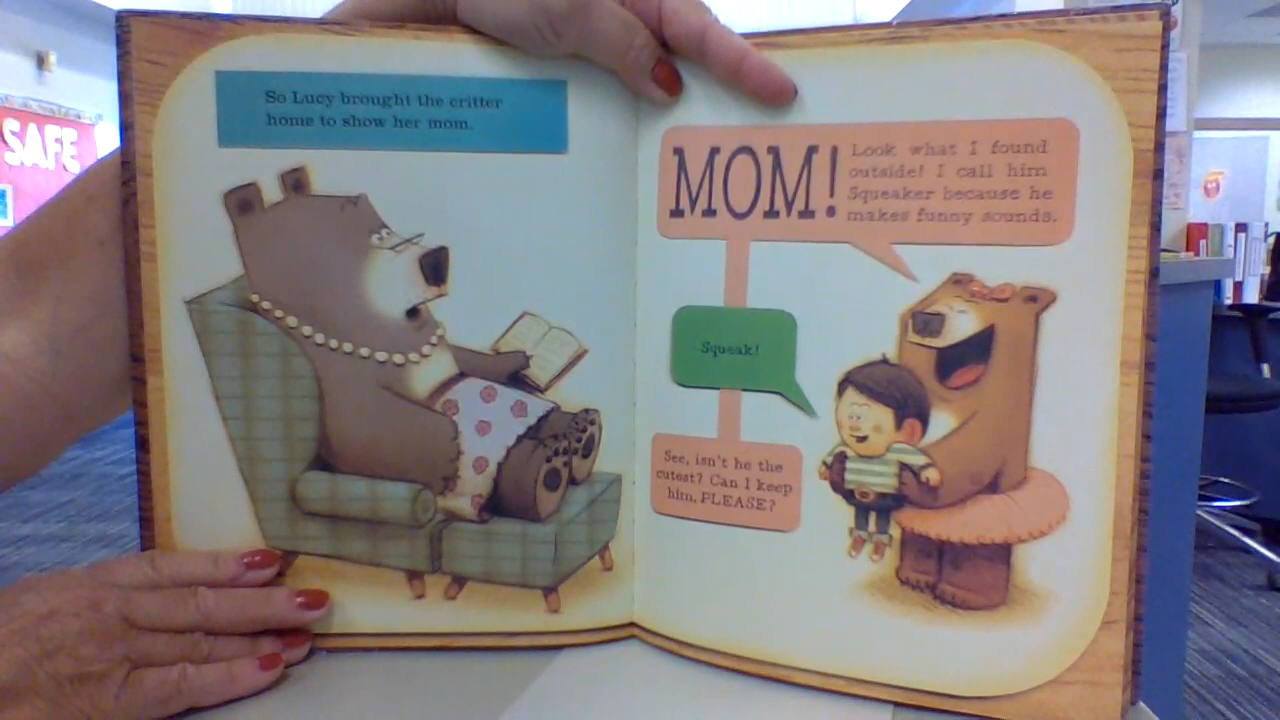 SAFE
So Lucy brought the critter
home to show her mom.
MOM!
Look what I found
outside! I call him
Squeaker because he
makes funny sounds.
Squeak!
See, isn't he the
cutest? Can I keep
him, PLEASE?